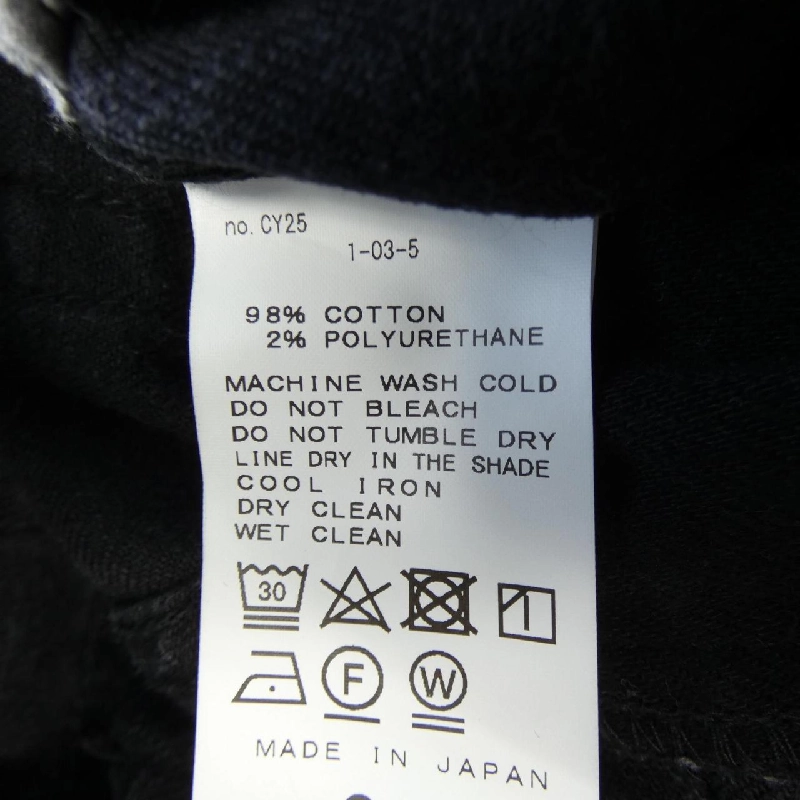 no. CY25
1-03-5
98% COTTON
2% POLYURETHANE
MACHINE WASH COLD
DO NOT BLEACH
DO NOT TUMBLE DRY
LINE DRY IN THE SHADE
COOL IRON
DRY CLEAN
WET CLEAN
30
F W
MADE IN JAPAN